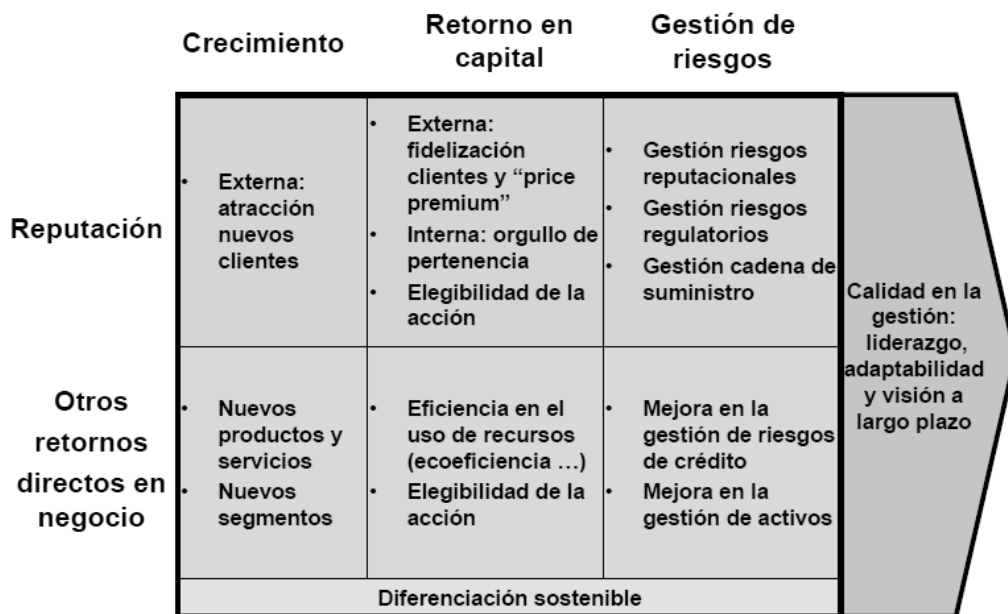 Crecimiento
Retorno en
capital
Gestión de
riesgos
Reputación
• Externa:
atracción
nuevos
clientes
• Externa:
fidelización
clientes y “price
premium”
• Interna: orgullo de
pertenencia
• Elegibilidad de la
acción
• Gestión riesgos
reputacionales
• Gestión riesgos
regulatorios
• Gestión cadena de
suministro
Otros
retornos
directos en
negocio
• Nuevos
productos y
servicios
• Nuevos
segmentos
• Eficiencia en el
uso de recursos
(ecoeficiencia …)
• Elegibilidad de la
acción
• Mejora en la
gestión de riesgos
de crédito
• Mejora en la
gestión de activos
Calidad en la
gestión:
liderazgo,
adaptabilidad
y visión a
largo plazo
Diferenciación sostenible